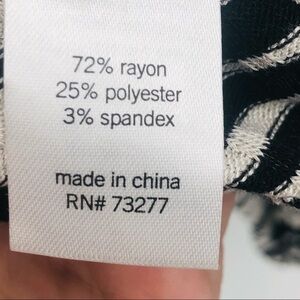 72% rayon
25% polyester
3% spandex
made in china
RN# 73277